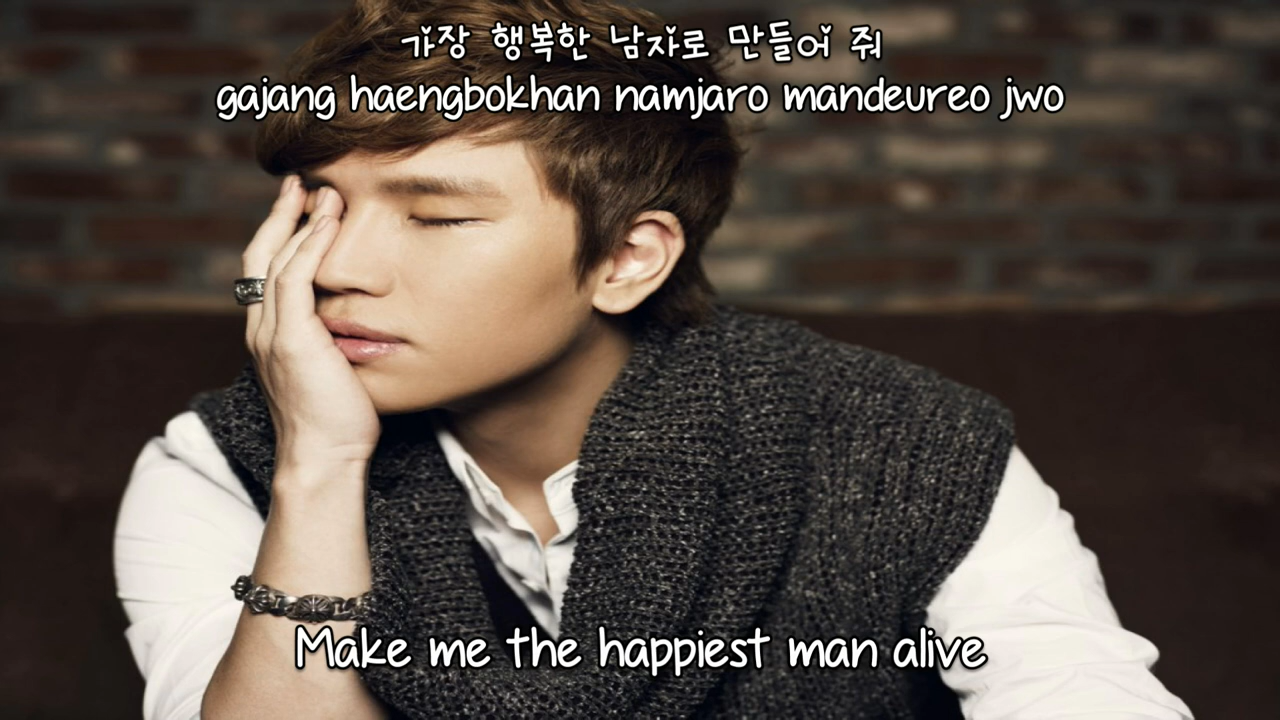 가장 행복한 남자로 만들어 줘
gajang haengbokhan namjaro mandeureo jwo
Make me the happiest man alive